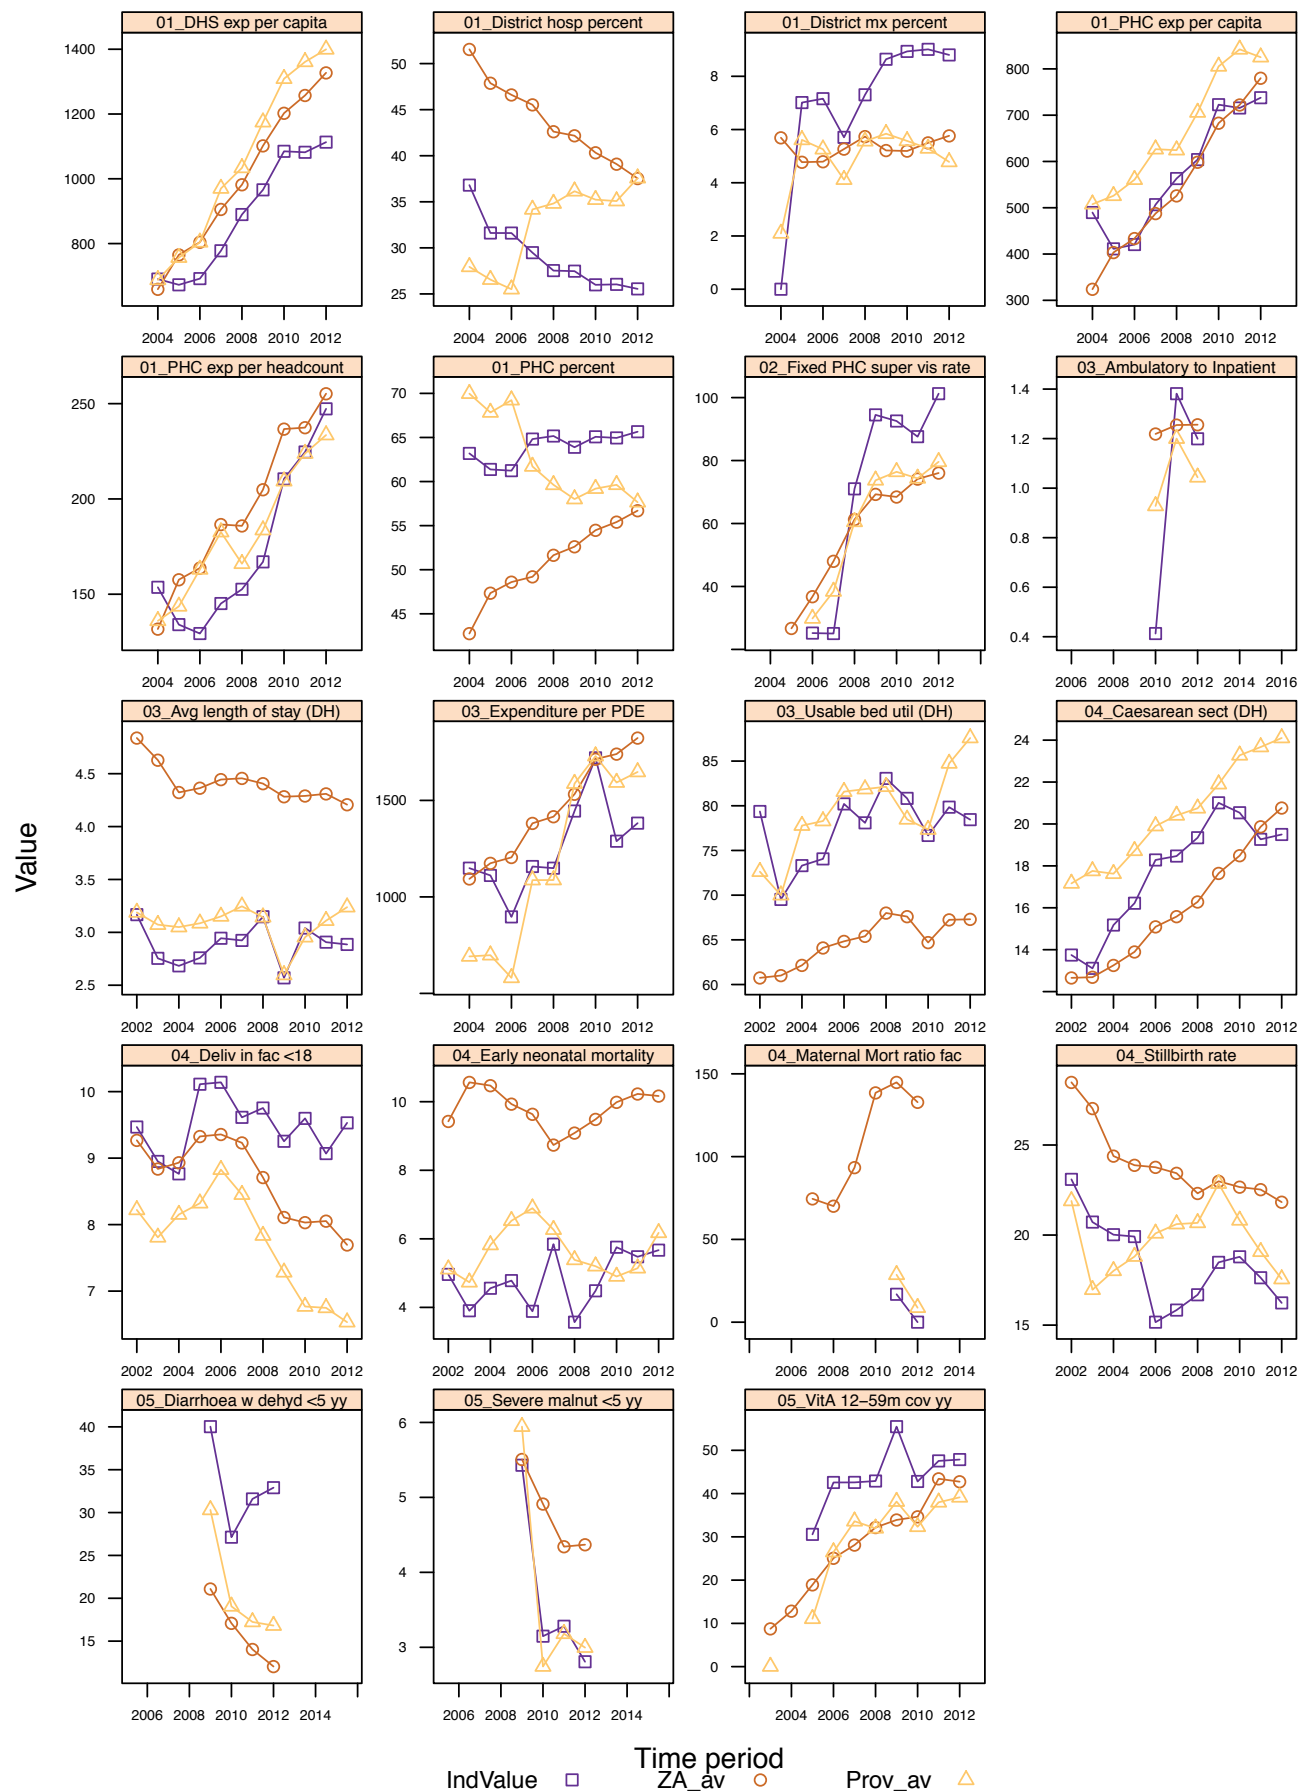 01_DHS exp per capita
01_District hosp percent
01_District mx percent
01_PHC exp per capita
1400
1200
1000
800
2004 2006 2008 2010 2012
50
45
40
35
30
25
2004 2006 2008 2010 2012
8
6
4
2
0
2004 2006 2008 2010 2012
800
700
600
500
400
300
2004 2006 2008 2010 2012
01_PHC exp per headcount
01_PHC percent
02_Fixed PHC super vis rate
03_Ambulatory to Inpatient
250
200
150
2004 2006 2008 2010 2012
70
65
60
55
50
45
2004 2006 2008 2010 2012
100
80
60
40
2004 2006 2008 2010 2012
1.4
1.2
1.0
0.8
0.6
0.4
2006 2008 2010 2012 2014 2016
03_Avg length of stay (DH)
03_Expenditure per PDE
03_Usable bed util (DH)
04_Caesarean sect (DH)
4.5
4.0
3.5
3.0
2.5
2002 2004 2006 2008 2010 2012
1500
1000
2004 2006 2008 2010 2012
85
80
75
70
65
60
2002 2004 2006 2008 2010 2012
24
22
20
18
16
14
2002 2004 2006 2008 2010 2012
Value
04_Deliv in fac <18
04_Early neonatal mortality
04_Maternal Mort ratio fac
04_Stillbirth rate
10
9
8
7
2002 2004 2006 2008 2010 2012
10
8
6
4
2002 2004 2006 2008 2010 2012
150
100
50
0
2006 2008 2010 2012 2014
25
20
15
2002 2004 2006 2008 2010 2012
05_Diarrhoea w dehyd <5 yy
05_Severe malnut <5 yy
05_VitA 12−59m cov yy
40
35
30
25
20
15
2006 2008 2010 2012 2014
6
5
4
3
2006 2008 2010 2012 2014
50
40
30
20
10
0
2004 2006 2008 2010 2012
Time period
IndValue ZA_av Prov_av